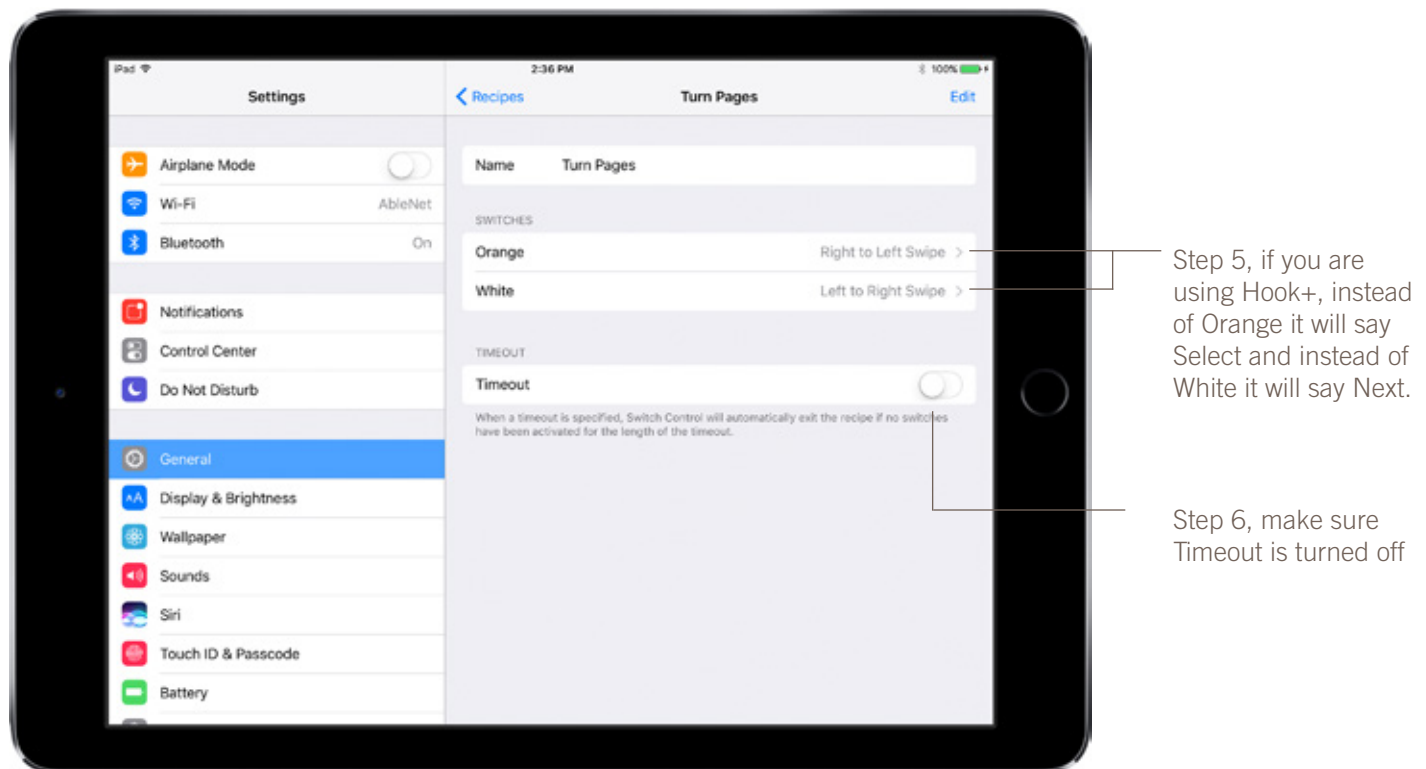 iPad 2:36 PM 100%
Settings
Airplane Mode
Wi-Fi AbleNet
Bluetooth On
Notifications
Control Center
Do Not Disturb
General
AA Display & Brightness
Wallpaper
Sounds
Siri
Touch ID & Passcode
Battery
Recipes Turn Pages Edit
Name Turn Pages
SWITCHES
Orange Right to Left Swipe >
White Left to Right Swipe >
TIMEOUT
Timeout
When a timeout is specified, Switch Control will automatically exit the recipe if no switches
have been activated for the length of the timeout.
Step 5, if you are
using Hook+, instead
of Orange it will say
Select and instead of
White it will say Next.
Step 6, make sure
Timeout is turned off